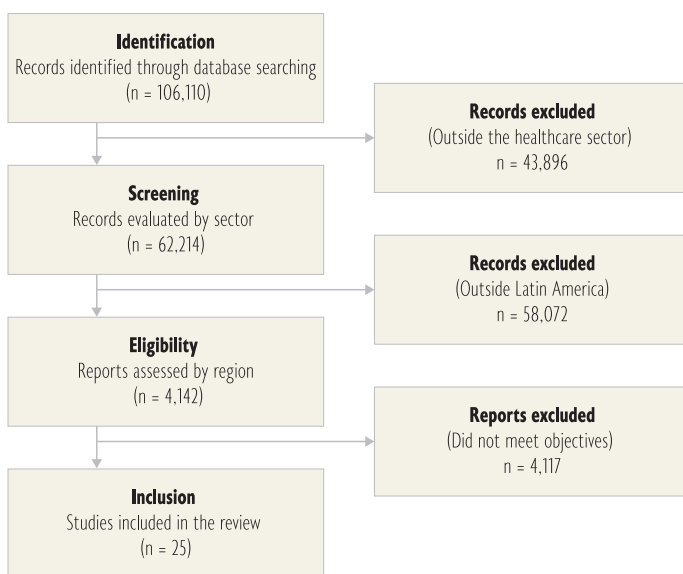 Identification
Records identified through database searching
(n = 106,110)
Records excluded
(Outside the healthcare sector)
n = 43,896
Screening
Records evaluated by sector
(n = 62,214)
Records excluded
(Outside Latin America)
n = 58,072
Eligibility
Reports assessed by region
(n = 4,142)
Reports excluded
(Did not meet objectives)
n = 4,117
Inclusion
Studies included in the review
(n = 25)